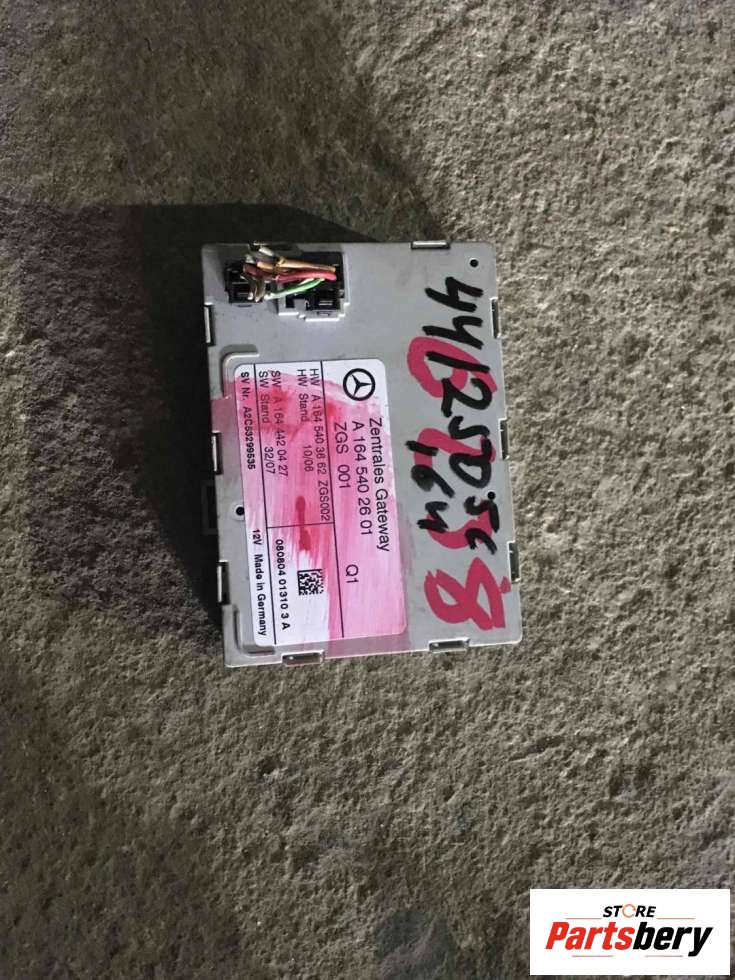 Zentrales Gateway
A 164 540 26 01
ZGS 001
Q1
HW A 164 540 36 62 ZGS002
HW Stand 10/06
SW A 164 442 04 27
SW Stand 32/07
080804 01310 3 A
SV Nr. A2C53299535
12V Made in Germany
164
STORE
Partsbery